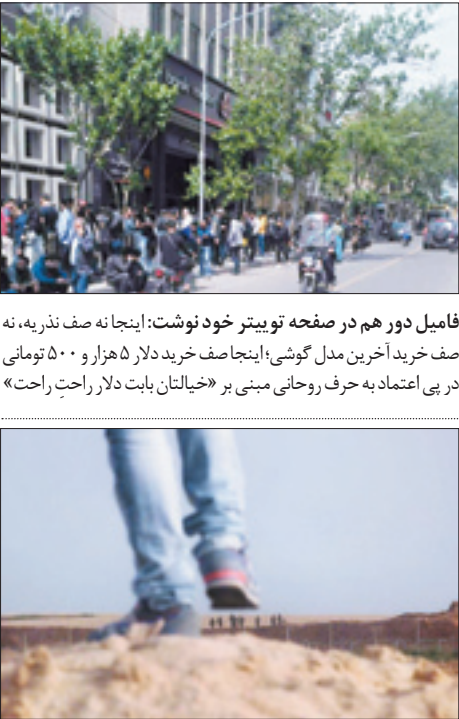 فامیل دور هم در صفحه توییتر خود نوشت: اینجا نه صف نذریه، نه
صف خرید آخرین مدل گوشی؛ اینجا صف خرید دلار ۵ هزار و ۵۰۰ تومانی
در پی اعتماد به حرف روحانی مبنی بر «خیالتان بابت دلار راحتِ راحت»